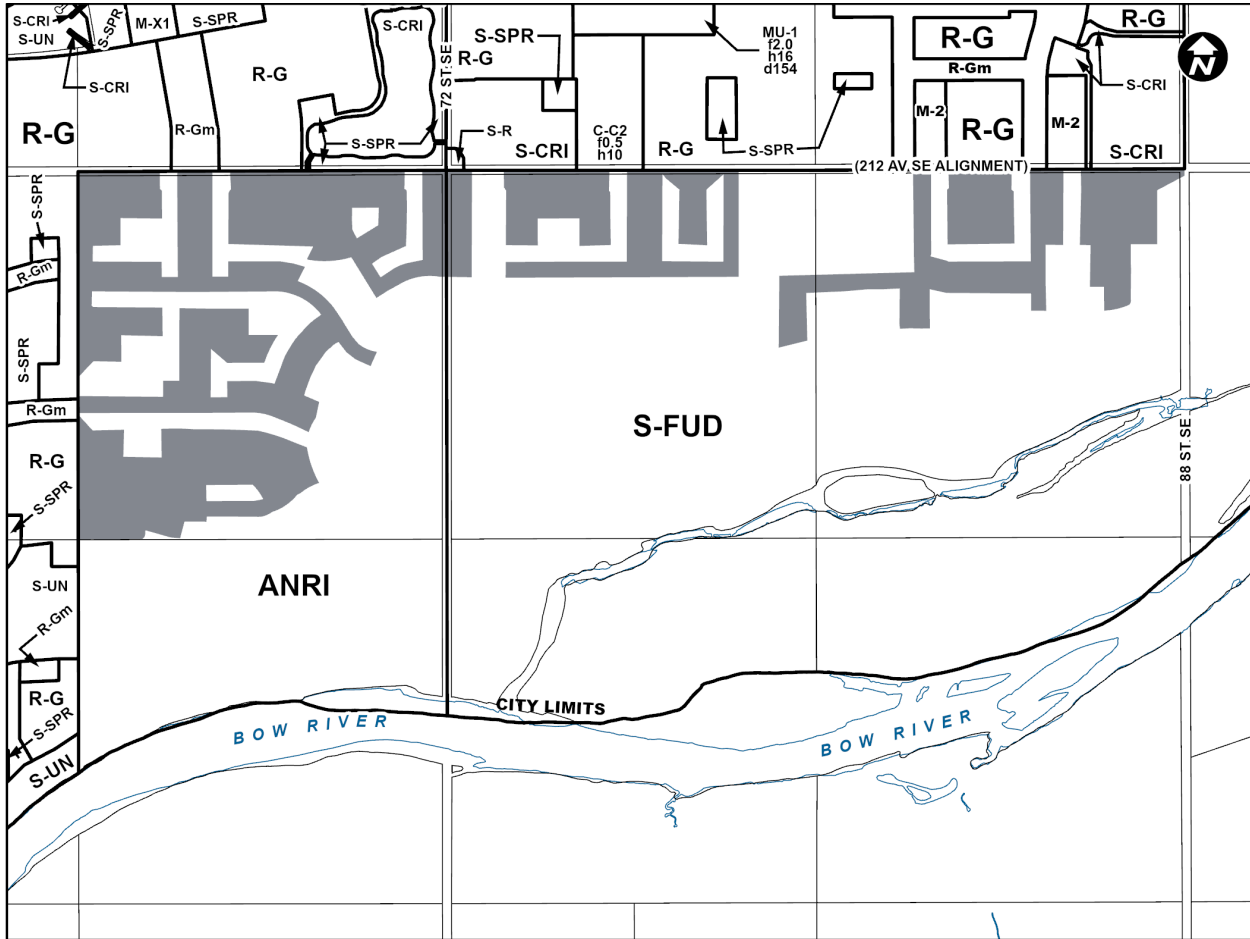 S-CRI
S-UN
S-SPR
M-X1
S-SPR
S-CRI
S-SPR
R-G
MU-1
f2.0
h16
d154
R-G
R-G
N
R-Gm
S-CRI
S-CRI
R-G
72 ST. SE
R-G
R-Gm
S-SPR
S-R
S-CRI
C-C2
f0.5
h10
R-G
S-SPR
M-2
R-G
M-2
S-CRI
(212 AV. SE ALIGNMENT)
S-SPR
R-Gm
S-SPR
R-Gm
S-FUD
88 ST. SE
R-G
S-SPR
S-UN
ANRI
R-Gm
R-G
S-SPR
S-UN
CITY LIMITS
BOW RIVER
BOW RIVER